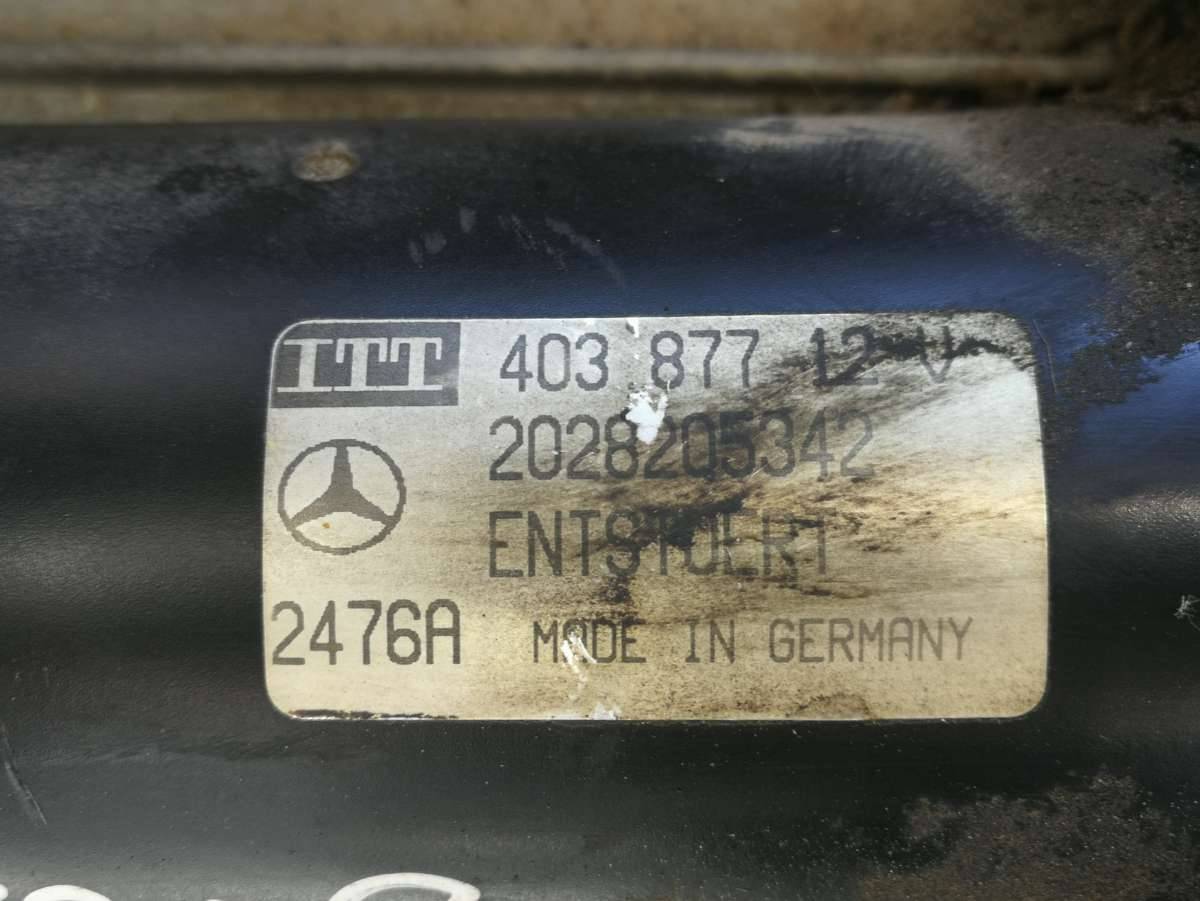 ITT 403 877 12 V
2028205342
ENTSTOERT
2476A MADE IN GERMANY